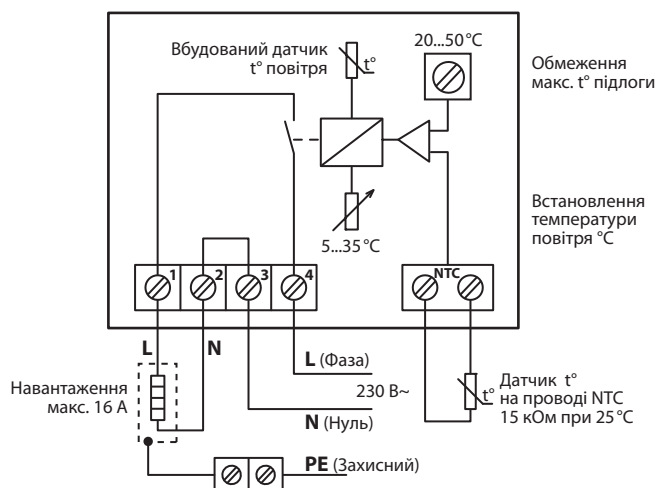 Вбудований датчик
t° повітря
t°
20...50 °C
Обмеження
макс. t° підлоги
5...35 °C
Встановлення
температури
повітря °C
1
2
3
4
NTC
L
N
L (Фаза)
230 В~
N (Нуль)
Навантаження
макс. 16 А
t°
Датчик t°
на проводі NTC
15 кОм при 25 °C
PE (Захисний)